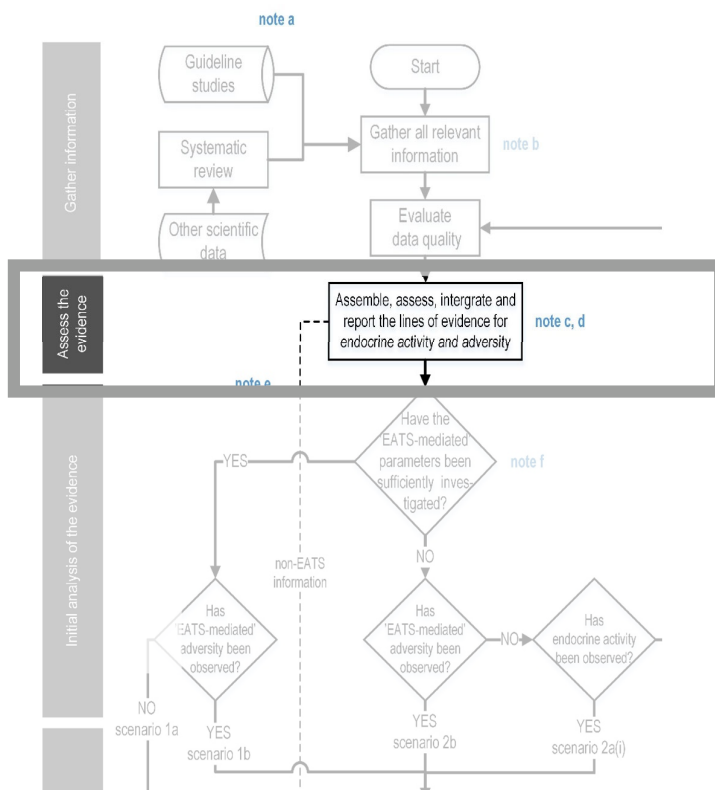 note a
Gather information
Guideline
studies
Start
Systematic
review
Gather all relevant
information
note b
Other scientific
data
Evaluate
data quality
Assess the
evidence
Assemble, assess, intergrate and
report the lines of evidence for
endocrine activity and adversity
note c, d
note e
Initial analysis of the evidence
Have the
'EATS-mediated'
parameters been
sufficiently inves-
tigated?
note f
YES
NO
non-EATS
information
Has
'EATS-mediated'
adversity been
observed?
Has
'EATS-mediated'
adversity been
observed?
NO
Has
endocrine activity
been observed?
NO
scenario 1a
YES
scenario 1b
YES
scenario 2b
YES
scenario 2a(i)